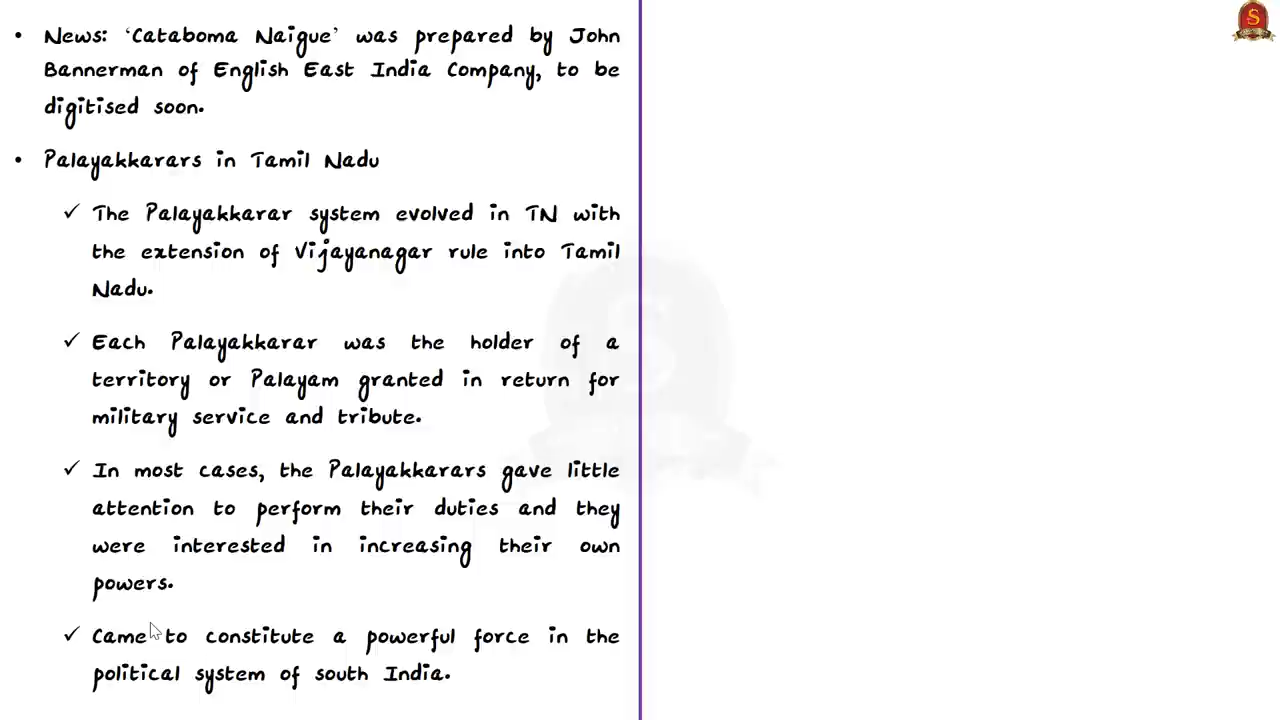 • News: 'Cataboma Naigue' was prepared by John
Bannerman of English East India Company, to be
digitised soon.
• Palayakkarars in Tamil Nadu
✓ The Palayakkarar system evolved in TN with
the extension of Vijayanagar rule into Tamil
Nadu.
✓ Each Palayakkarar was the holder of a
territory or Palayam granted in return for
military service and tribute.
✓ In most cases, the Palayakkarars gave little
attention to perform their duties and they
were interested in increasing their own
powers.
✓ Came to constitute a powerful force in the
political system of south India.
S